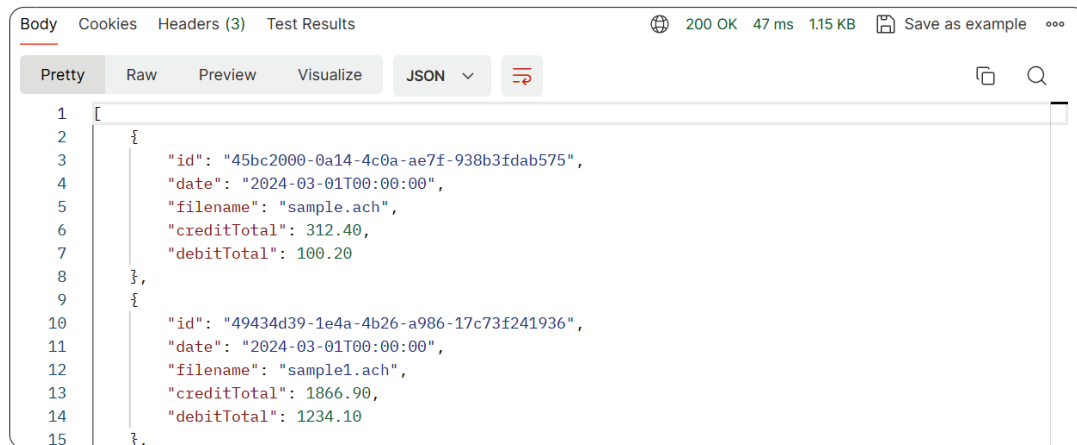 Body Cookies Headers (3) Test Results 200 OK 47 ms 1.15 KB Save as example
Pretty Raw Preview Visualize JSON
1 [
2 {
3 "id": "45bc2000-0a14-4c0a-ae7f-938b3fdab575",
4 "date": "2024-03-01T00:00:00",
5 "filename": "sample.ach",
6 "creditTotal": 312.40,
7 "debitTotal": 100.20
8 },
9 {
10 "id": "49434d39-1e4a-4b26-a986-17c73f241936",
11 "date": "2024-03-01T00:00:00",
12 "filename": "sample1.ach",
13 "creditTotal": 1866.90,
14 "debitTotal": 1234.10
15 },